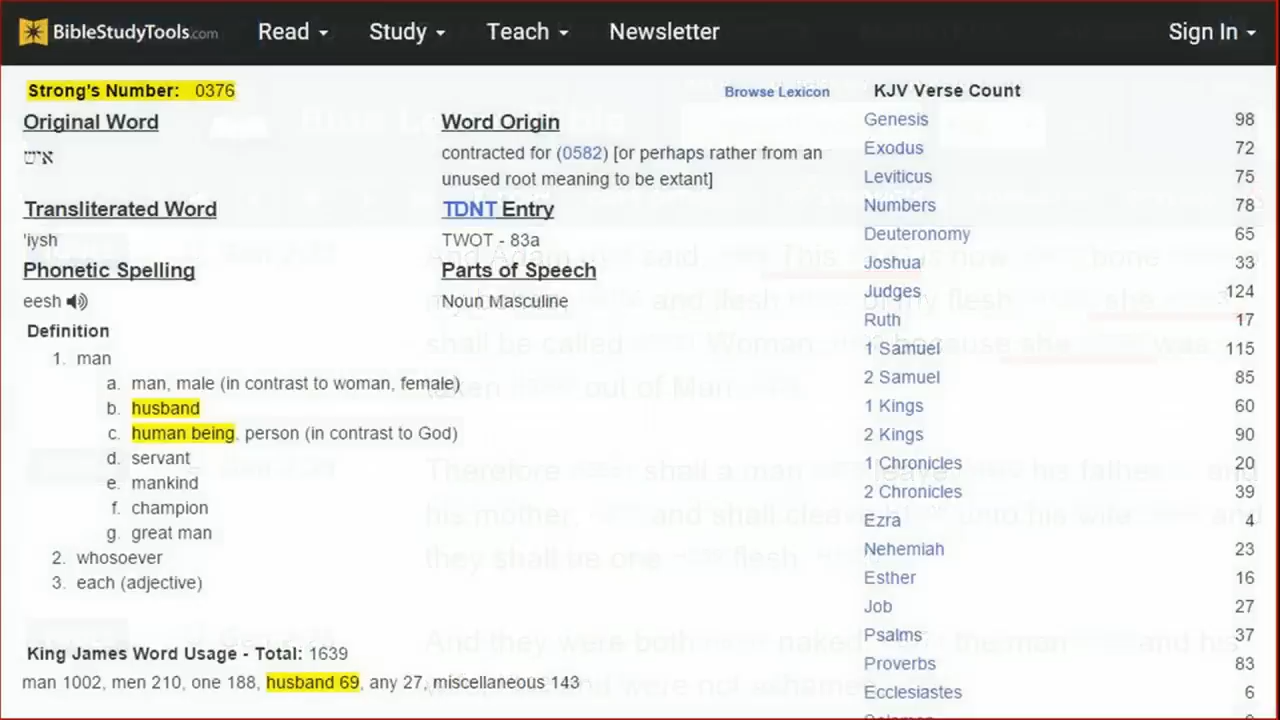 BibleStudyTools.com Read Study Teach Newsletter Sign In
Strong's Number: 0376
Browse Lexicon
Original Word
אישׁ
Transliterated Word
'iysh
Phonetic Spelling
eesh
Word Origin
contracted for (0582) [or perhaps rather from an
unused root meaning to be extant]
TDNT Entry
TWOT - 83a
Parts of Speech
Noun Masculine
Definition
1. man
a. man, male (in contrast to woman, female)
b. husband
c. human being, person (in contrast to God)
d. servant
e. mankind
f. champion
g. great man
2. whosoever
3. each (adjective)
King James Word Usage - Total: 1639
man 1002, men 210, one 188, husband 69, any 27, miscellaneous 143
KJV Verse Count
Genesis 98
Exodus 72
Leviticus 75
Numbers 78
Deuteronomy 65
Joshua 33
Judges 124
Ruth 17
1 Samuel 115
2 Samuel 85
1 Kings 60
2 Kings 90
1 Chronicles 20
2 Chronicles 39
Ezra 4
Nehemiah 23
Esther 16
Job 27
Psalms 37
Proverbs 83
Ecclesiastes 6